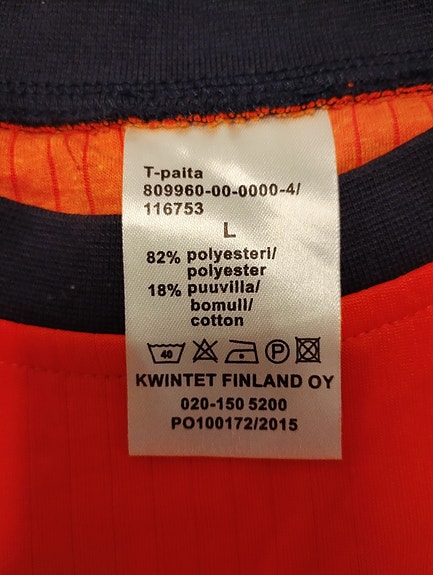 T-paita
809960-00-0000-4/
116753
L
82% polyesteri/
polyester
18% puuvilla/
bomull/
cotton
40 P
KWINTET FINLAND OY
020-150 5200
PO100172/2015